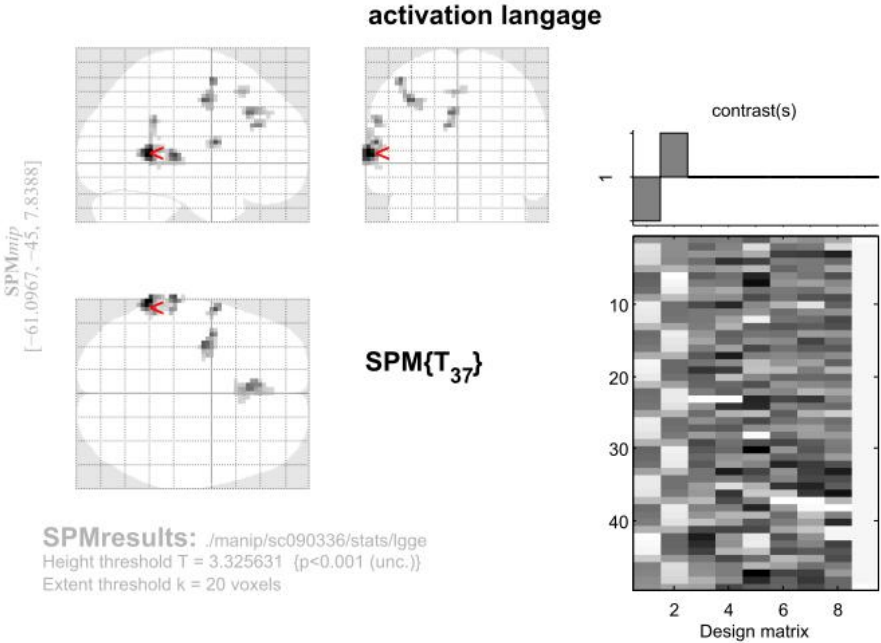 activation langage
SPMmip
[−61.0967, −45, 7.8388]
<
<
<
SPM{T37}
SPMresults: ./manip/sc090336/stats/lgge
Height threshold T = 3.325631 {p<0.001 (unc.)}
Extent threshold k = 20 voxels
contrast(s)
1
10
20
30
40
2 4 6 8
Design matrix